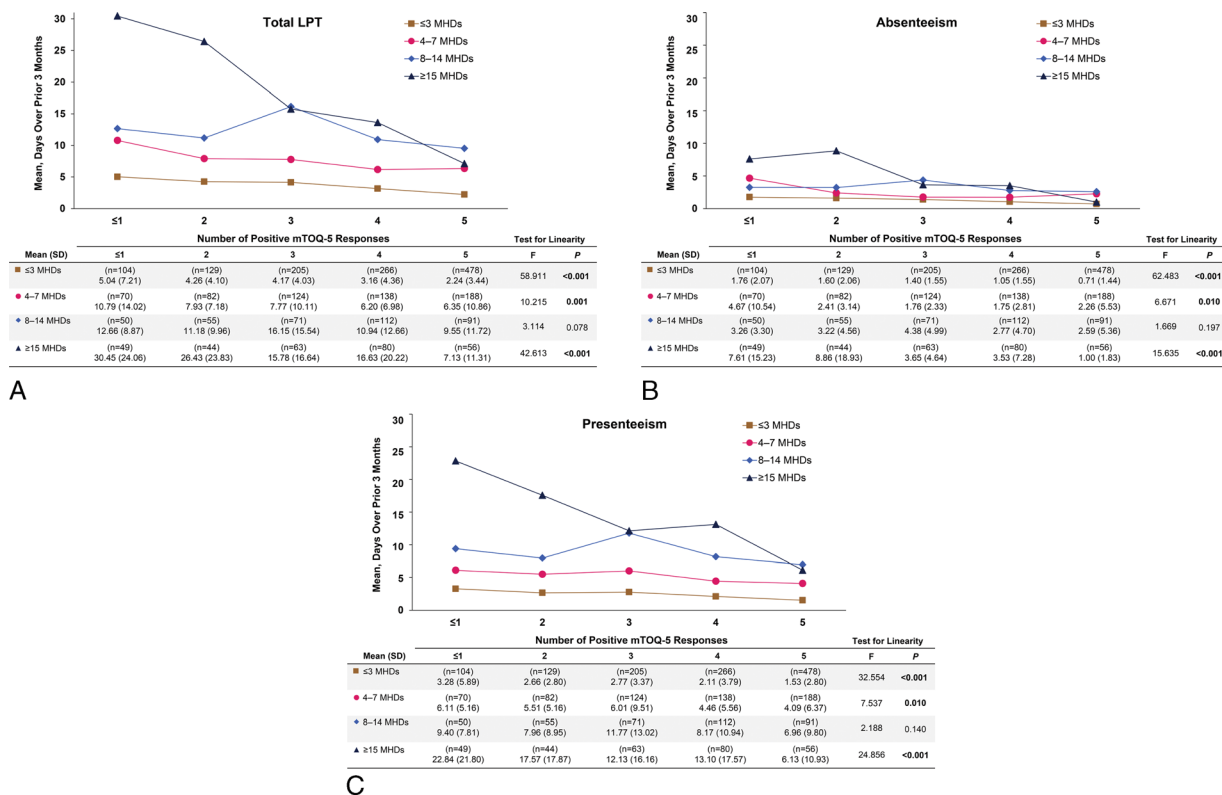 Total LPT
≤3 MHDs
4–7 MHDs
8–14 MHDs
≥15 MHDs
Mean, Days Over Prior 3 Months
30
25
20
15
10
5
0
≤1 2 3 4 5
Number of Positive mTOQ-5 Responses Test for Linearity
Mean (SD) ≤1 2 3 4 5 F P
≤3 MHDs (n=104) (n=129) (n=205) (n=266) (n=478) 58.911 <0.001
5.04 (7.21) 4.26 (4.10) 4.17 (4.03) 3.16 (4.36) 2.24 (3.44)
4–7 MHDs (n=70) (n=82) (n=124) (n=138) (n=188) 10.215 0.001
10.79 (14.02) 7.93 (7.18) 7.77 (10.11) 6.20 (6.98) 6.35 (10.86)
8–14 MHDs (n=50) (n=55) (n=71) (n=112) (n=91) 3.114 0.078
12.66 (8.87) 11.18 (9.96) 16.15 (15.54) 10.94 (12.66) 9.55 (11.72)
≥15 MHDs (n=49) (n=44) (n=63) (n=80) (n=56) 42.613 <0.001
30.45 (24.06) 26.43 (23.83) 15.78 (16.64) 16.63 (20.22) 7.13 (11.31)
A
Absenteeism
≤3 MHDs
4–7 MHDs
8–14 MHDs
≥15 MHDs
Mean, Days Over Prior 3 Months
30
25
20
15
10
5
0
≤1 2 3 4 5
Number of Positive mTOQ-5 Responses Test for Linearity
Mean (SD) ≤1 2 3 4 5 F P
≤3 MHDs (n=104) (n=129) (n=205) (n=266) (n=478) 62.483 <0.001
1.76 (2.07) 1.60 (2.06) 1.40 (1.55) 1.05 (1.55) 0.71 (1.44)
4–7 MHDs (n=70) (n=82) (n=124) (n=138) (n=188) 6.671 0.010
4.67 (10.54) 2.41 (3.14) 1.76 (2.33) 1.75 (2.81) 2.26 (5.53)
8–14 MHDs (n=50) (n=55) (n=71) (n=112) (n=91) 1.669 0.197
3.26 (3.30) 3.22 (4.56) 4.38 (4.99) 2.77 (4.70) 2.59 (5.36)
≥15 MHDs (n=49) (n=44) (n=63) (n=80) (n=56) 15.635 <0.001
7.61 (15.23) 8.86 (18.93) 3.65 (4.64) 3.53 (7.28) 1.00 (1.83)
B
Presenteeism
≤3 MHDs
4–7 MHDs
8–14 MHDs
≥15 MHDs
Mean, Days Over Prior 3 Months
30
25
20
15
10
5
0
≤1 2 3 4 5
Number of Positive mTOQ-5 Responses Test for Linearity
Mean (SD) ≤1 2 3 4 5 F P
≤3 MHDs (n=104) (n=129) (n=205) (n=266) (n=478) 32.554 <0.001
3.28 (5.89) 2.66 (2.80) 2.77 (3.37) 2.11 (3.79) 1.53 (2.80)
4–7 MHDs (n=70) (n=82) (n=124) (n=138) (n=188) 7.537 0.010
6.11 (5.16) 5.51 (5.16) 6.01 (9.51) 4.46 (5.56) 4.09 (6.37)
8–14 MHDs (n=50) (n=55) (n=71) (n=112) (n=91) 2.188 0.140
9.40 (7.81) 7.96 (8.95) 11.77 (13.02) 8.17 (10.94) 6.96 (9.80)
≥15 MHDs (n=49) (n=44) (n=63) (n=80) (n=56) 24.856 <0.001
22.84 (21.80) 17.57 (17.87) 12.13 (16.16) 13.10 (17.57) 6.13 (10.93)
C